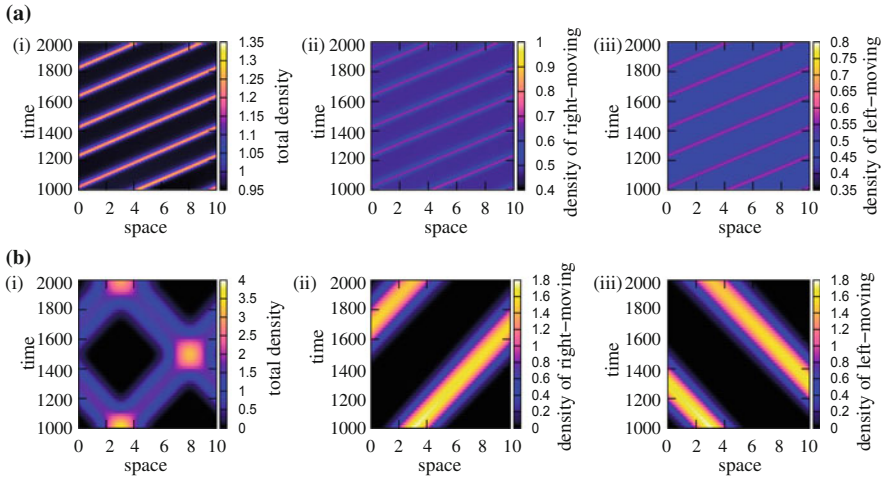 (a)
(i)
2000
1800
1600
1400
1200
1000
time
0 2 4 6 8 10
space
1.35
1.3
1.25
1.2
1.15
1.1
1.05
1
0.95
total density
(ii)
2000
1800
1600
1400
1200
1000
time
0 2 4 6 8 10
space
1
0.9
0.8
0.7
0.6
0.5
0.4
density of right−moving
(iii)
2000
1800
1600
1400
1200
1000
time
0 2 4 6 8 10
space
0.8
0.75
0.7
0.65
0.6
0.55
0.5
0.45
0.4
0.35
density of left−moving
(b)
(i)
2000
1800
1600
1400
1200
1000
time
0 2 4 6 8 10
space
4
3.5
3
2.5
2
1.5
1
0.5
0
total density
(ii)
2000
1800
1600
1400
1200
1000
time
0 2 4 6 8 10
space
1.8
1.6
1.4
1.2
1
0.8
0.6
0.4
0.2
0
density of right−moving
(iii)
2000
1800
1600
1400
1200
1000
time
0 2 4 6 8 10
space
1.8
1.6
1.4
1.2
1
0.8
0.6
0.4
0.2
0
density of left−moving